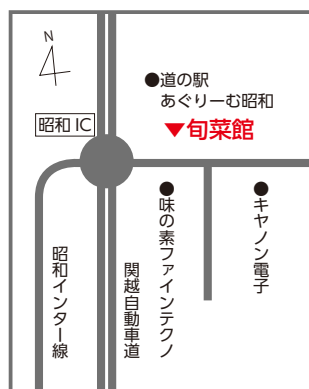 N
●道の駅
あぐりーむ昭和
▼旬菜館
昭和 IC
昭和インター線
関越自動車道
●味の素ファインテクノ
●キヤノン電子